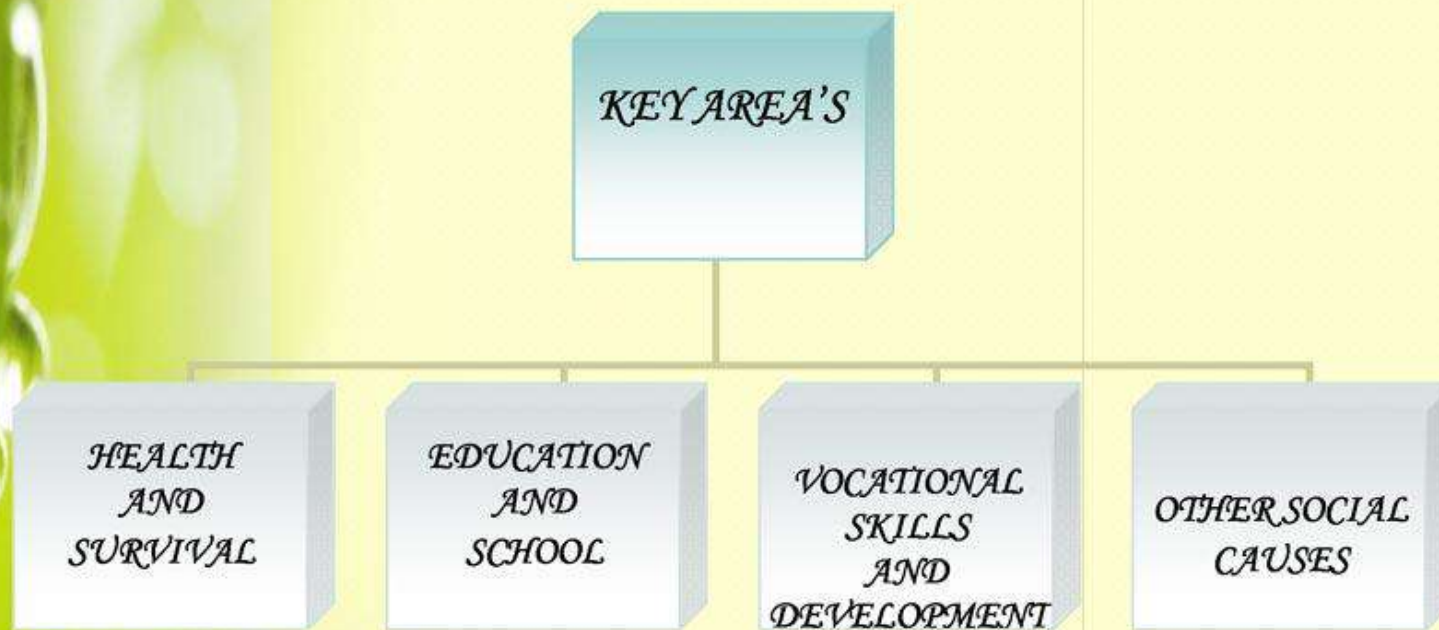 KEY AREA'S
HEALTH
AND
SURVIVAL
EDUCATION
AND
SCHOOL
VOCATIONAL
SKILLS
AND
DEVELOPMENT
OTHER SOCIAL
CAUSES